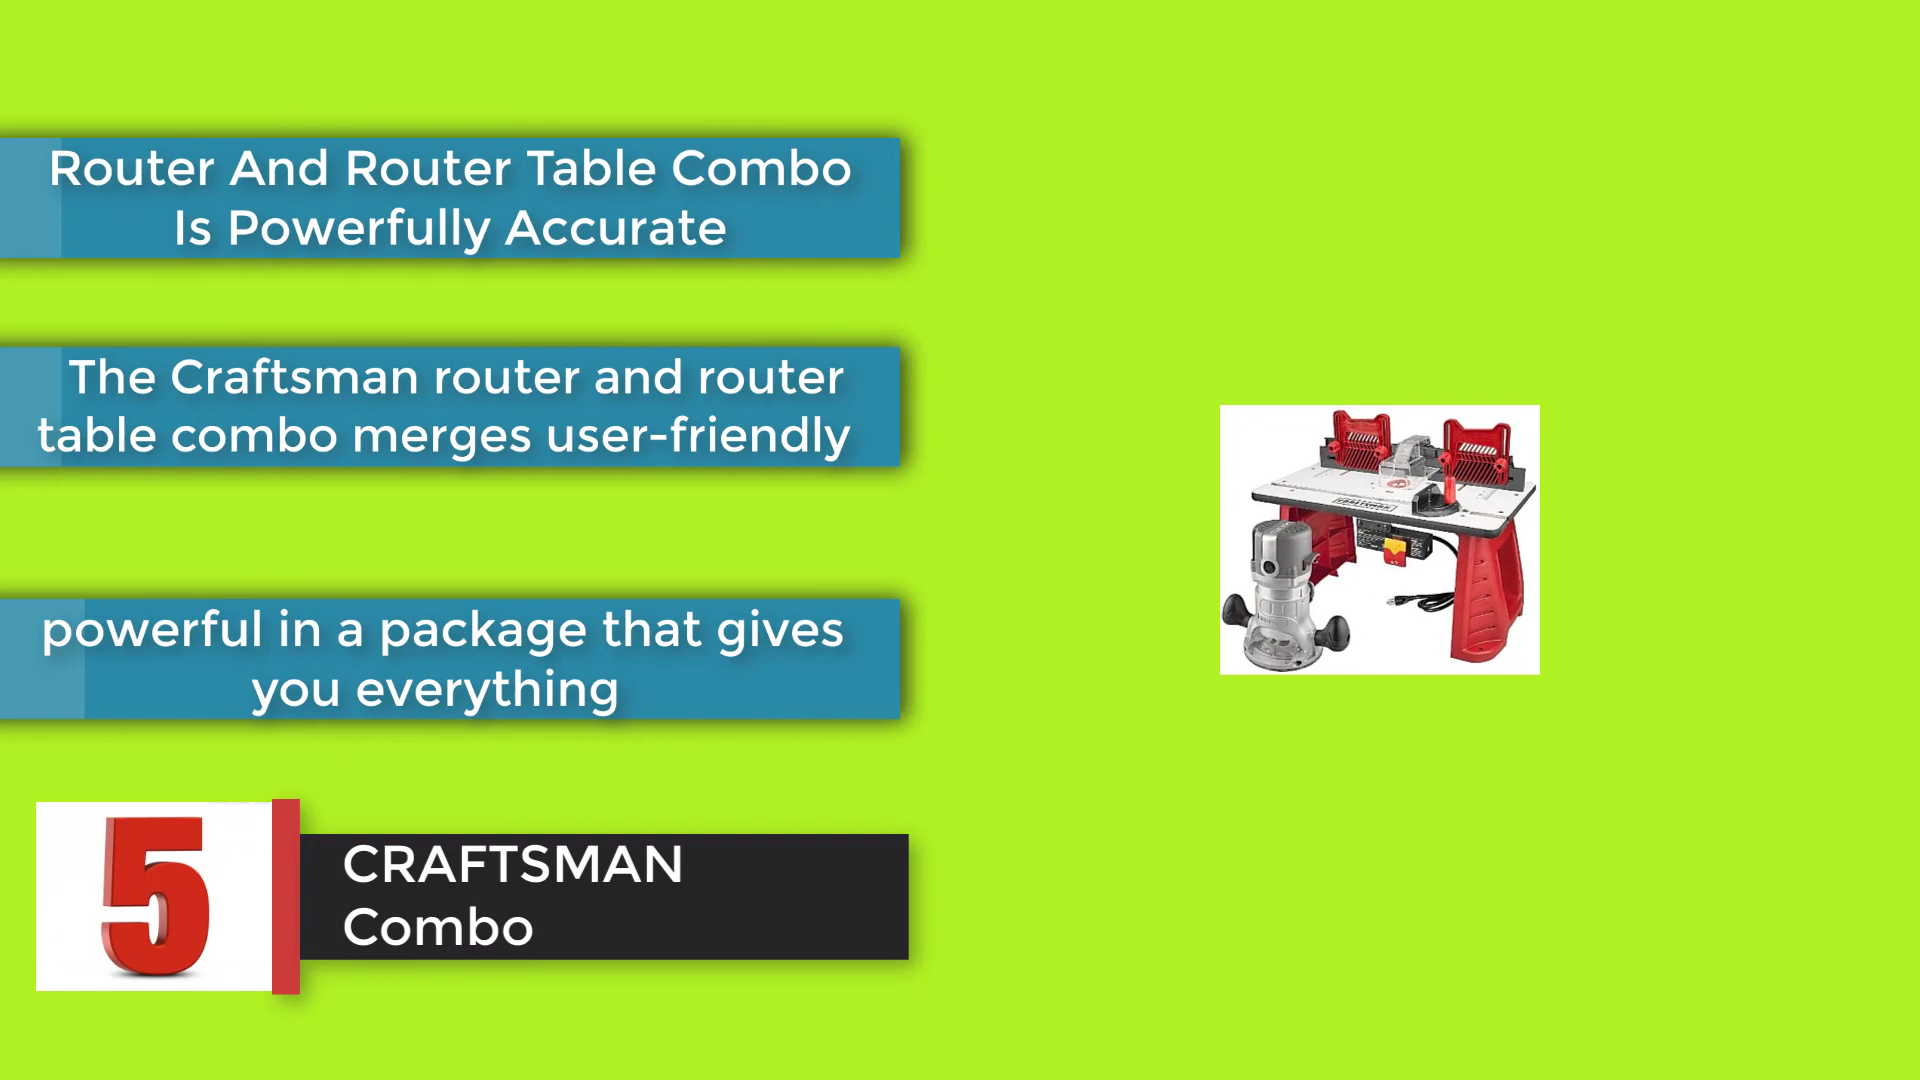 Router And Router Table Combo
Is Powerfully Accurate
The Craftsman router and router
table combo merges user-friendly
powerful in a package that gives
you everything
5
CRAFTSMAN
Combo
CRAFTSMAN